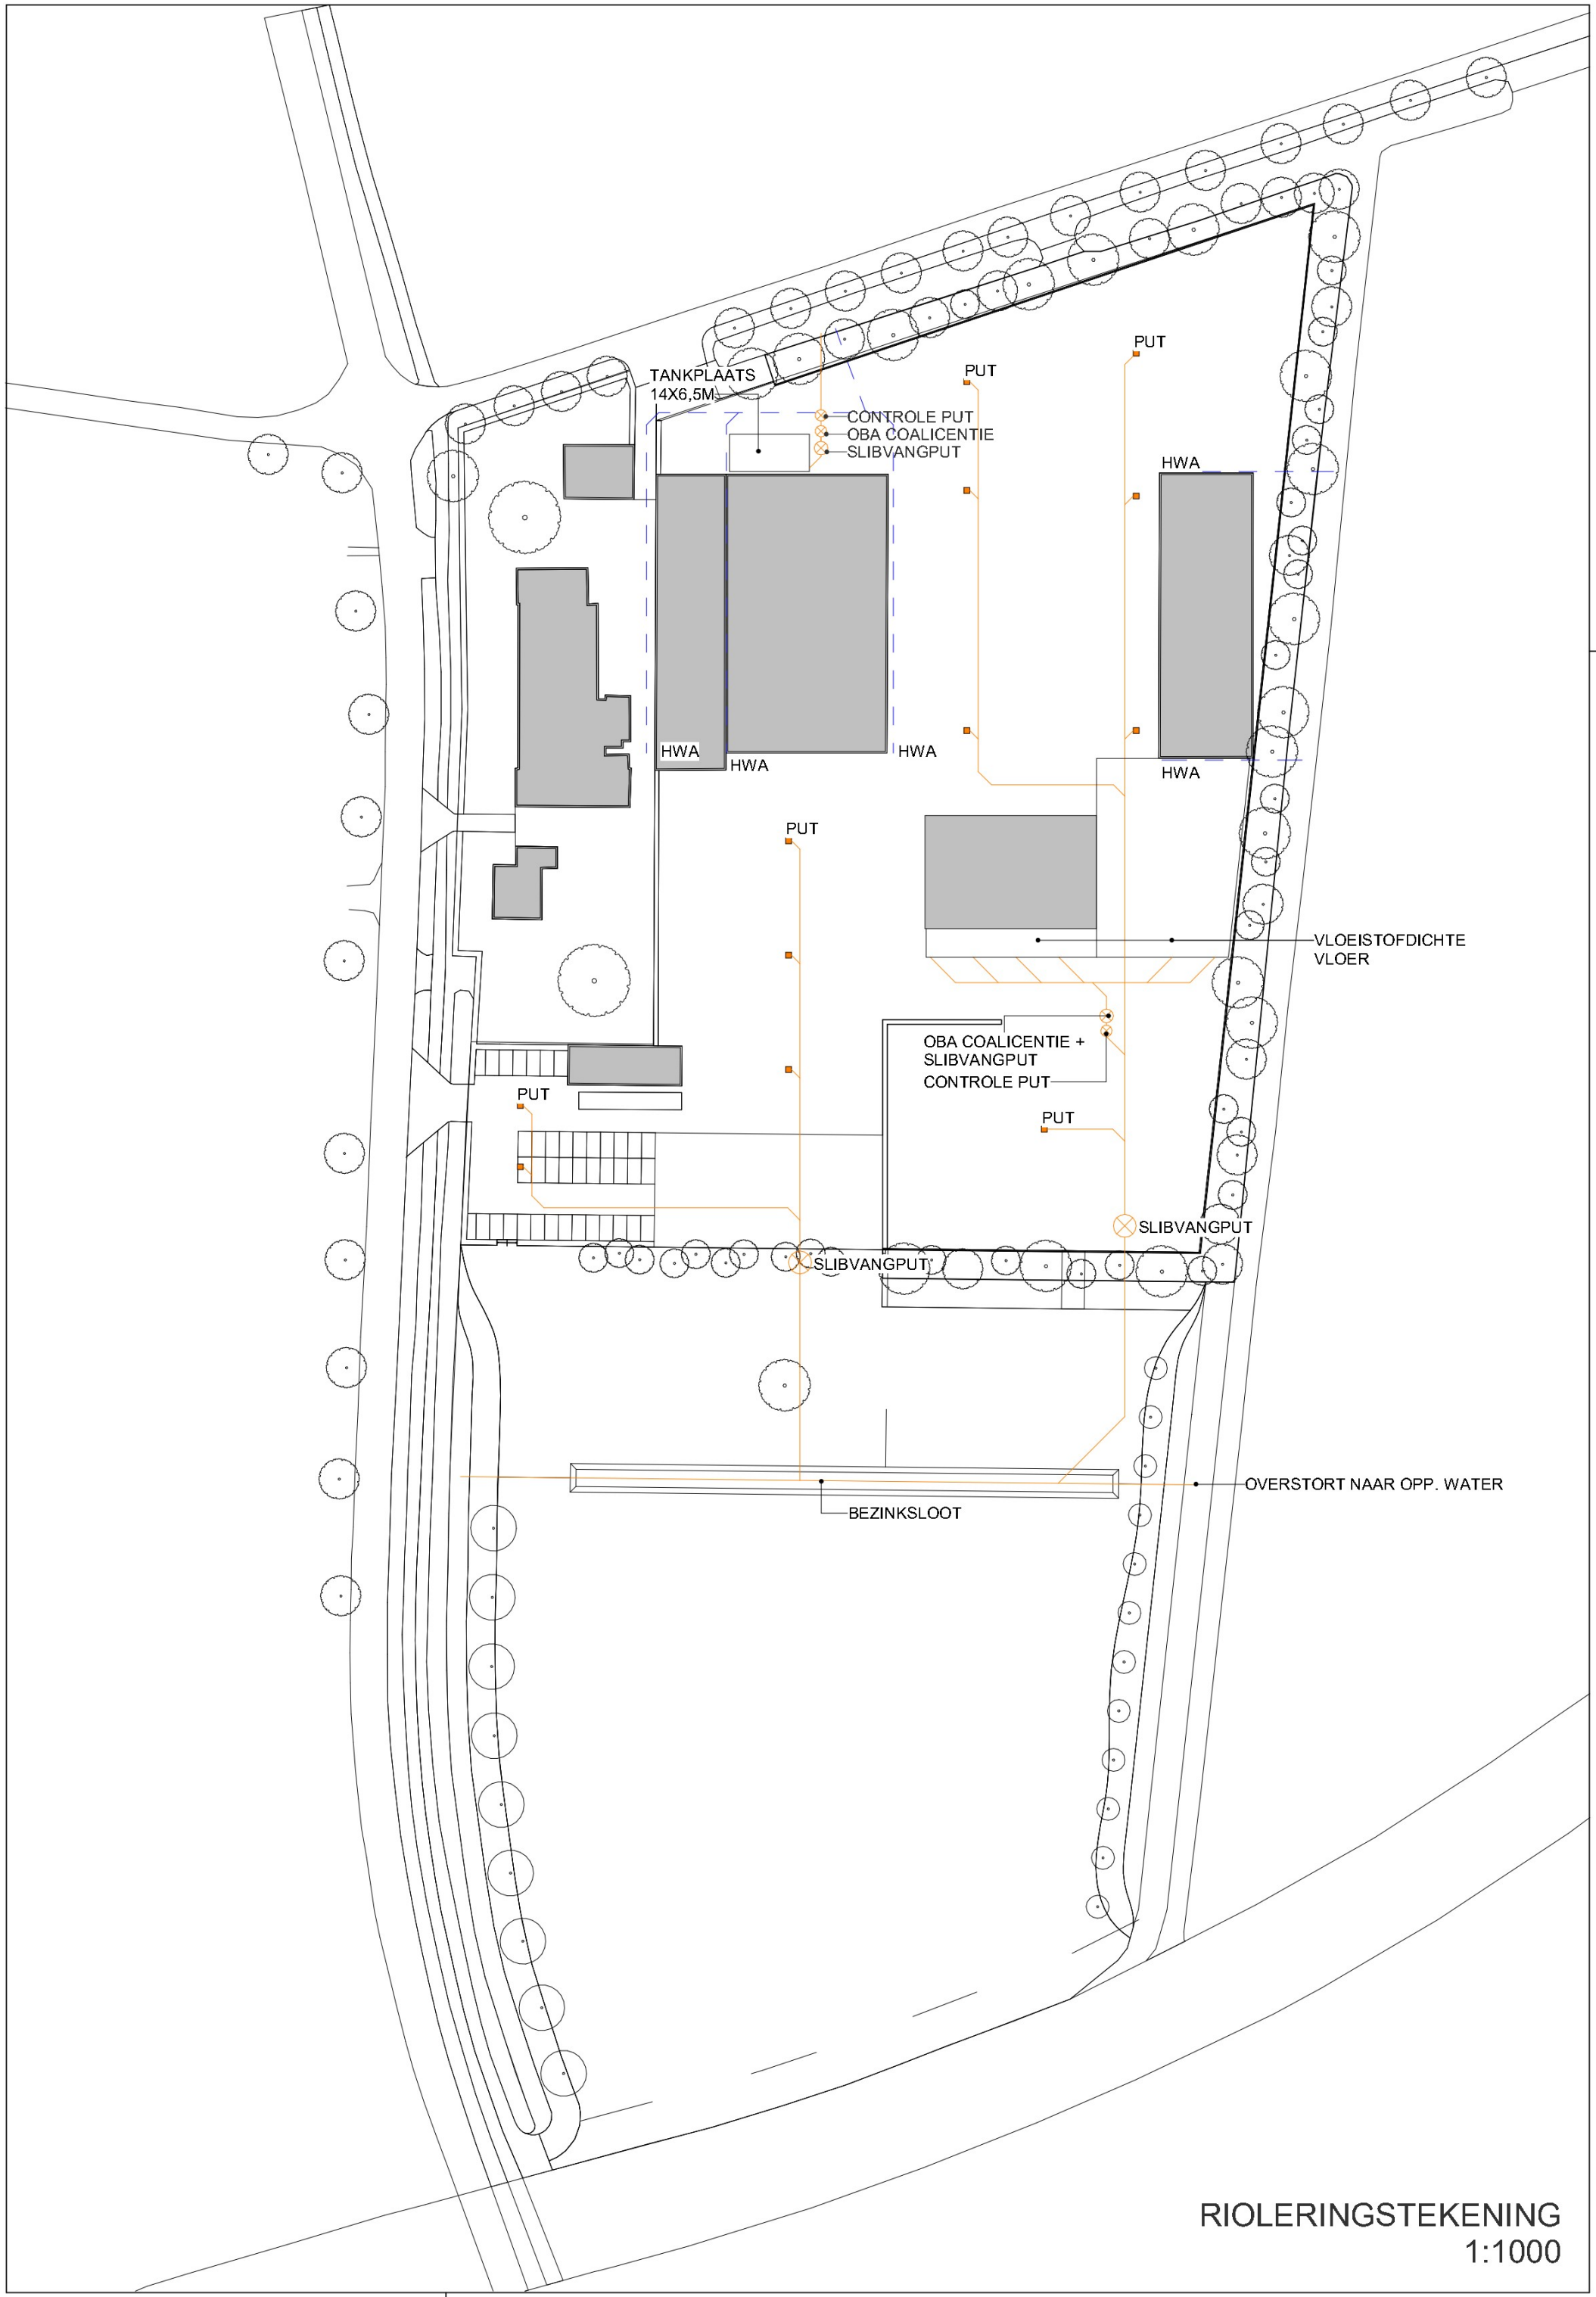 PUT
PUT
TANKPLAATS
14X6,5M
CONTROLE PUT
OBA COALICENTIE
SLIBVANGPUT
HWA
HWA
HWA
HWA
HWA
PUT
VLOEISTOFDICHTE
VLOER
OBA COALICENTIE +
SLIBVANGPUT
CONTROLE PUT
PUT
PUT
SLIBVANGPUT
SLIBVANGPUT
OVERSTORT NAAR OPP. WATER
BEZINKSLOOT
RIOLERINGSTEKENING
1:1000